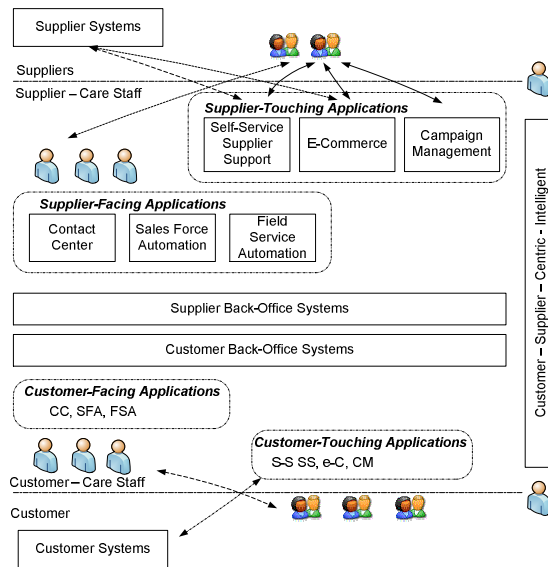 Supplier Systems
Suppliers
Supplier – Care Staff
Supplier-Touching Applications
Self-Service
Supplier
Support
E-Commerce
Campaign
Management
Supplier-Facing Applications
Contact
Center
Sales Force
Automation
Field
Service
Automation
Customer – Supplier – Centric - Intelligent
Supplier Back-Office Systems
Customer Back-Office Systems
Customer-Facing Applications
CC, SFA, FSA
Customer-Touching Applications
S-S SS, e-C, CM
Customer – Care Staff
Customer
Customer Systems